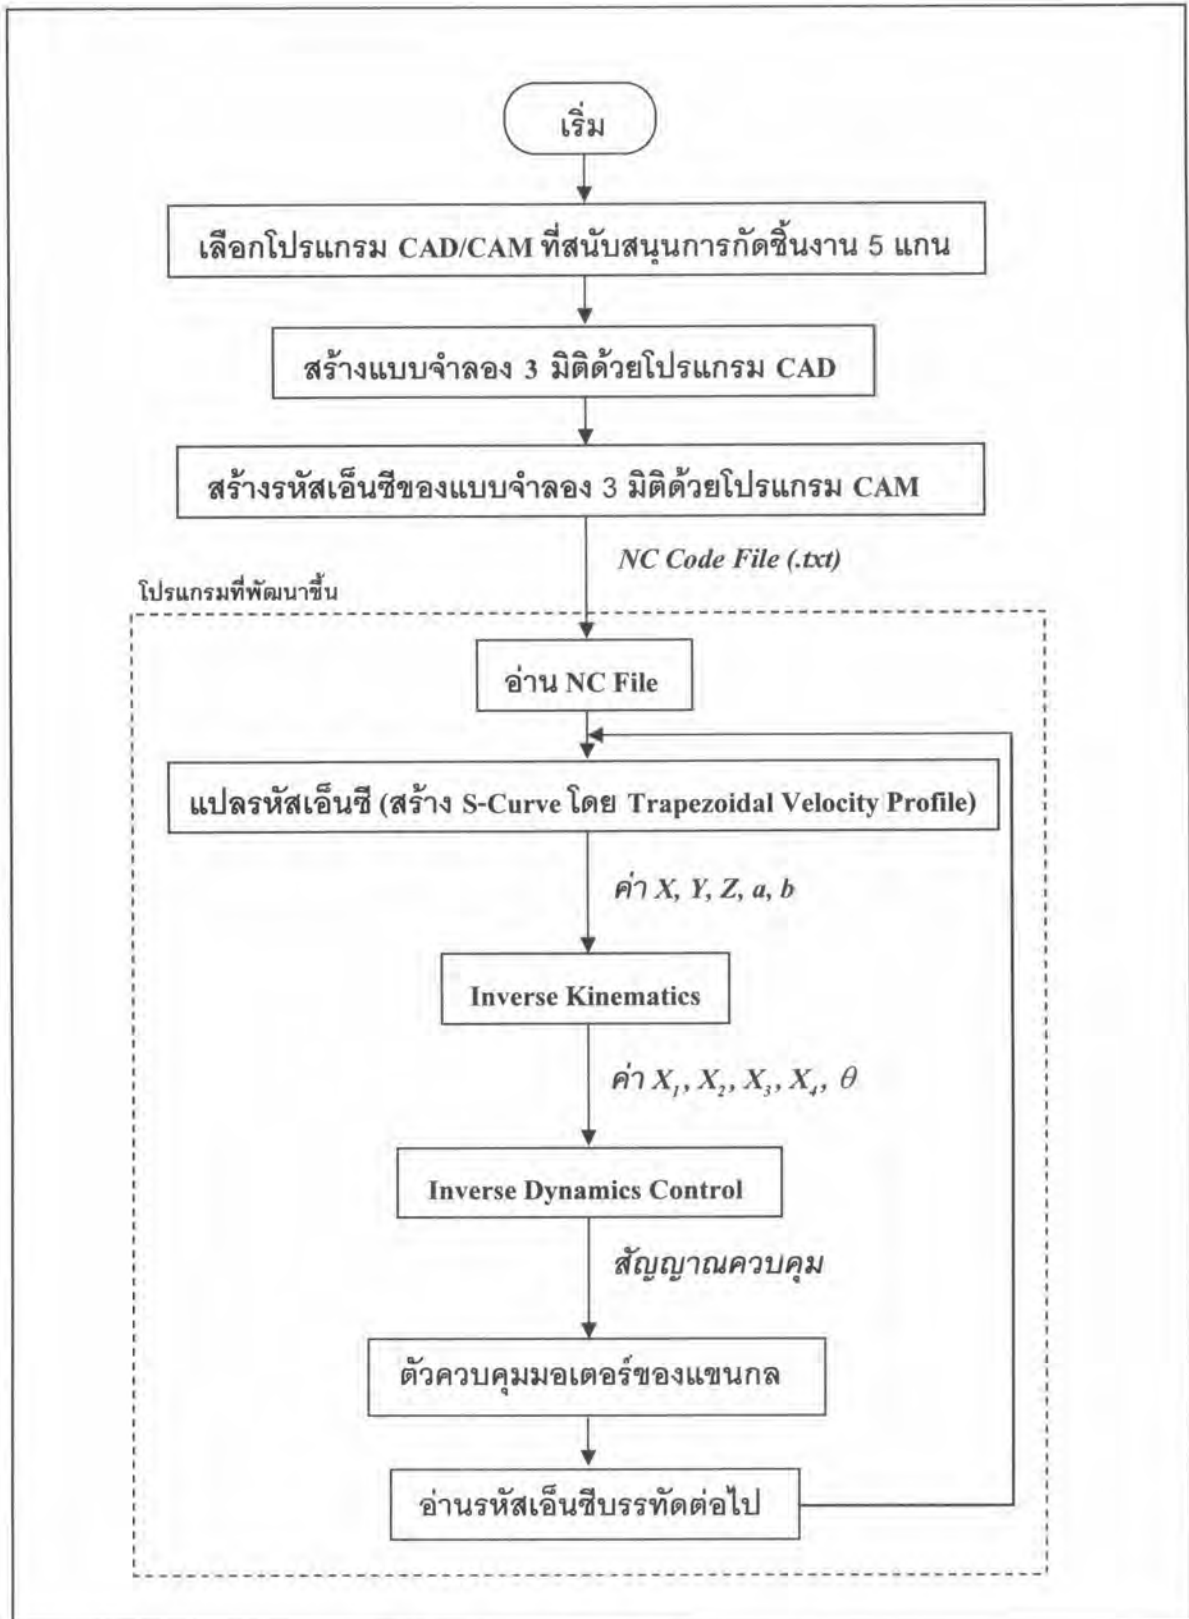 เริ่ม
เลือกโปรแกรม CAD/CAM ที่สนับสนุนการกัดชิ้นงาน 5 แกน
สร้างแบบจำลอง 3 มิติด้วยโปรแกรม CAD
สร้างรหัสเอ็นซีของแบบจำลอง 3 มิติด้วยโปรแกรม CAM
NC Code File (.txt)
โปรแกรมที่พัฒนาขึ้น
อ่าน NC File
แปลรหัสเอ็นซี (สร้าง S-Curve โดย Trapezoidal Velocity Profile)
ค่า X, Y, Z, a, b
Inverse Kinematics
ค่า X₁, X₂, X₃, X₄, θ
Inverse Dynamics Control
สัญญาณควบคุม
ตัวควบคุมมอเตอร์ของแขนกล
อ่านรหัสเอ็นซีบรรทัดต่อไป